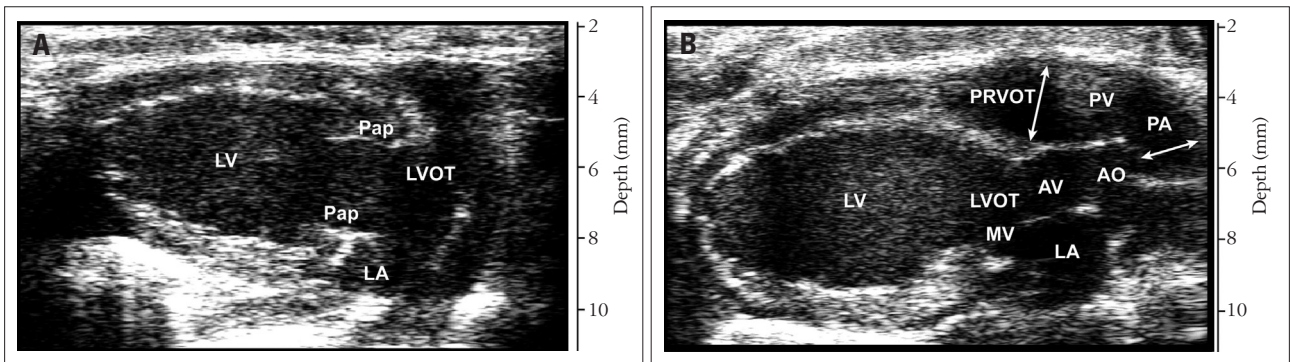 A
Pap
LV
LVOT
Pap
LA
2
4
6
8
10
Depth (mm)
B
PRVOT
PV
PA
LV
LVOT
AV
AO
MV
LA
2
4
6
8
10
Depth (mm)